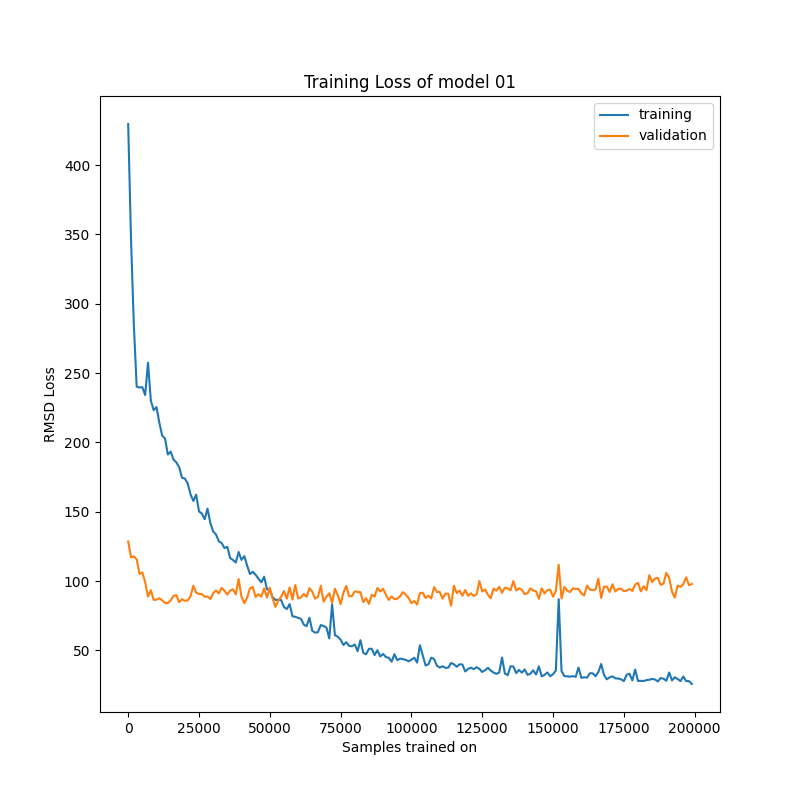 Training Loss of model 01
training
validation
400
350
300
250
200
150
100
50
RMSD Loss
0 25000 50000 75000 100000 125000 150000 175000 200000
Samples trained on